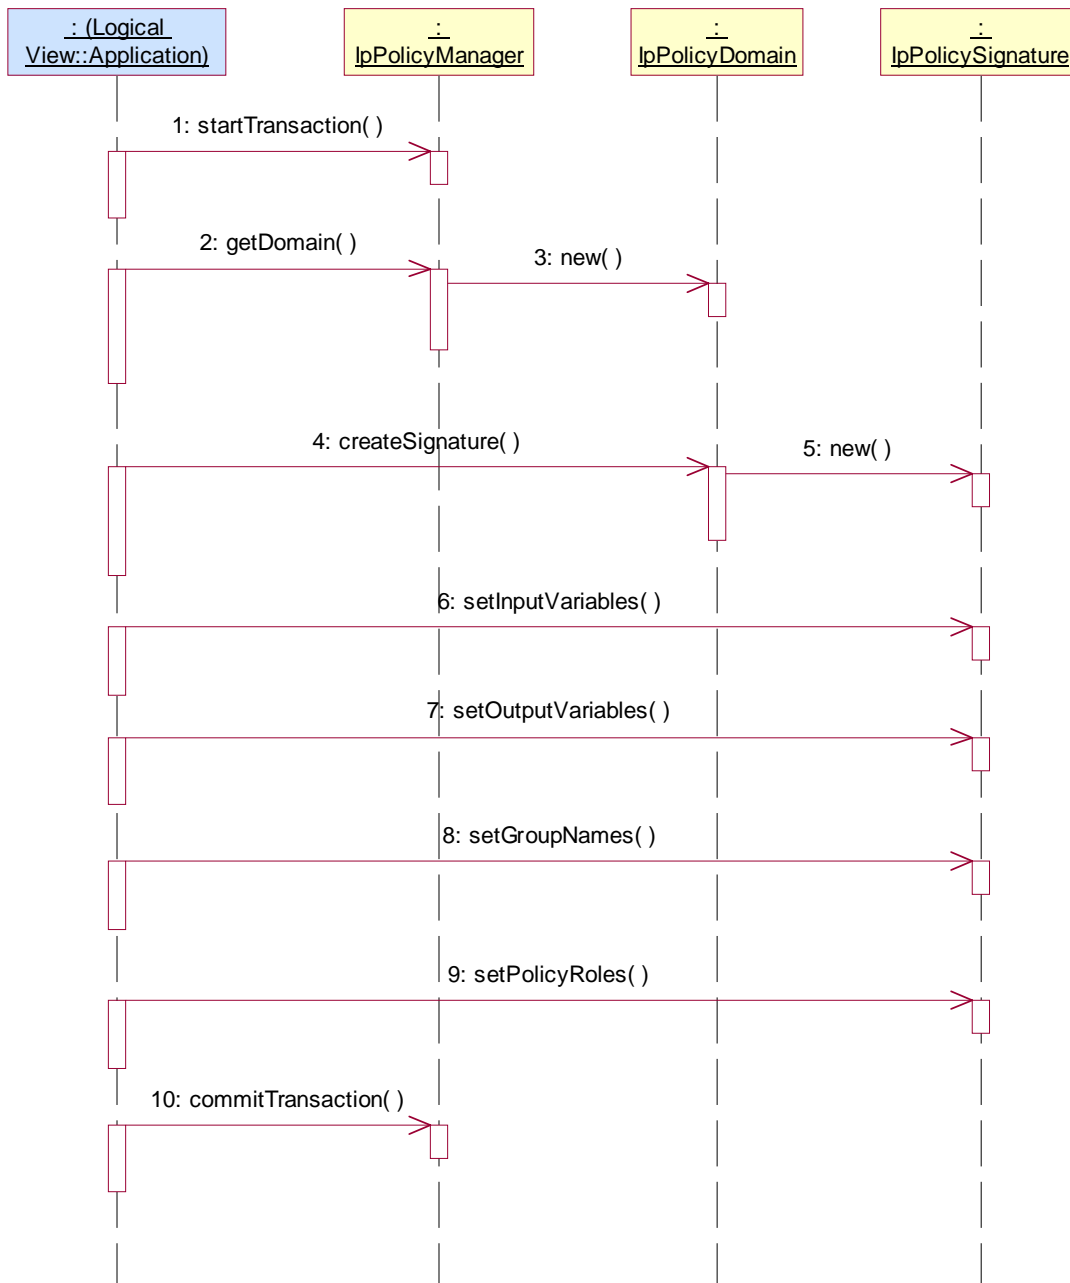 : (Logical
View::Application)
:
IpPolicyManager
:
IpPolicyDomain
:
IpPolicySignature
1: startTransaction( )
2: getDomain( )
3: new( )
4: createSignature( )
5: new( )
6: setInputVariables( )
7: setOutputVariables( )
8: setGroupNames( )
9: setPolicyRoles( )
10: commitTransaction( )